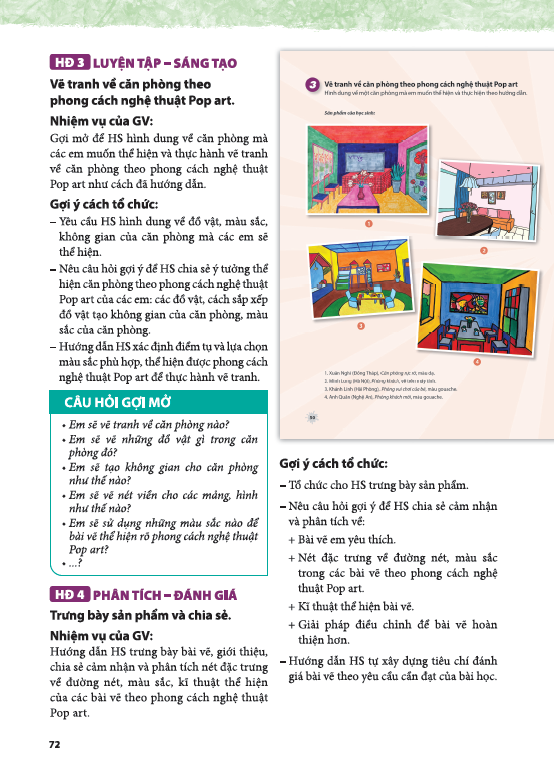 HĐ 3 LUYỆN TẬP – SÁNG TẠO
Vẽ tranh về căn phòng theo
phong cách nghệ thuật Pop art.
Nhiệm vụ của GV:
Gợi mở để HS hình dung về căn phòng mà
các em muốn thể hiện và thực hành vẽ tranh
về căn phòng theo phong cách nghệ thuật
Pop art như cách đã hướng dẫn.
Gợi ý cách tổ chức:
– Yêu cầu HS hình dung về đồ vật, màu sắc,
không gian của căn phòng mà các em sẽ
thể hiện.
– Nêu câu hỏi gợi ý để HS chia sẻ ý tưởng thể
hiện căn phòng theo phong cách nghệ thuật
Pop art của các em: các đồ vật, cách sắp xếp
đồ vật tạo không gian của căn phòng, màu
sắc của căn phòng.
– Hướng dẫn HS xác định điểm tụ và lựa chọn
màu sắc phù hợp, thể hiện được phong cách
nghệ thuật Pop art để thực hành vẽ tranh.
CÂU HỎI GỢI MỞ
• Em sẽ vẽ tranh về căn phòng nào?
• Em sẽ vẽ những đồ vật gì trong căn
phòng đó?
• Em sẽ tạo không gian cho căn phòng
như thế nào?
• Em sẽ vẽ nét viền cho các mảng, hình
như thế nào?
• Em sẽ sử dụng những màu sắc nào để
bài vẽ thể hiện rõ phong cách nghệ thuật
Pop art?
• ...?
HĐ 4 PHÂN TÍCH – ĐÁNH GIÁ
Trưng bày sản phẩm và chia sẻ.
Nhiệm vụ của GV:
Hướng dẫn HS trưng bày bài vẽ, giới thiệu,
chia sẻ cảm nhận và phân tích nét đặc trưng
về đường nét, màu sắc, kĩ thuật thể hiện
của các bài vẽ theo phong cách nghệ thuật
Pop art.
3 Vẽ tranh về căn phòng theo phong cách nghệ thuật Pop art
Hình dung về một căn phòng mà em muốn thể hiện và thực hiện theo hướng dẫn.
Sản phẩm của học sinh:
1
2
3
4
1. Xuân Nghi (Đồng Tháp), Căn phòng rực rỡ, màu dạ.
2. Minh Long (Hà Nội), Phòng khách,
3. Khánh Linh (Hải Phòng), Phòng vui chơi của bé, màu gouache.
4. Anh Quân (Nghệ An), Phòng khách mới, màu gouache.
Gợi ý cách tổ chức:
– Tổ chức cho HS trưng bày sản phẩm.
– Nêu câu hỏi gợi ý để HS chia sẻ cảm nhận
và phân tích về:
+ Bài vẽ em yêu thích.
+ Nét đặc trưng về đường nét, màu sắc
trong các bài vẽ theo phong cách nghệ
thuật Pop art.
+ Kĩ thuật thể hiện bài vẽ.
+ Giải pháp điều chỉnh để bài vẽ hoàn
thiện hơn.
– Hướng dẫn HS tự xây dựng tiêu chí đánh
giá bài vẽ theo yêu cầu cần đạt của bài học.
72